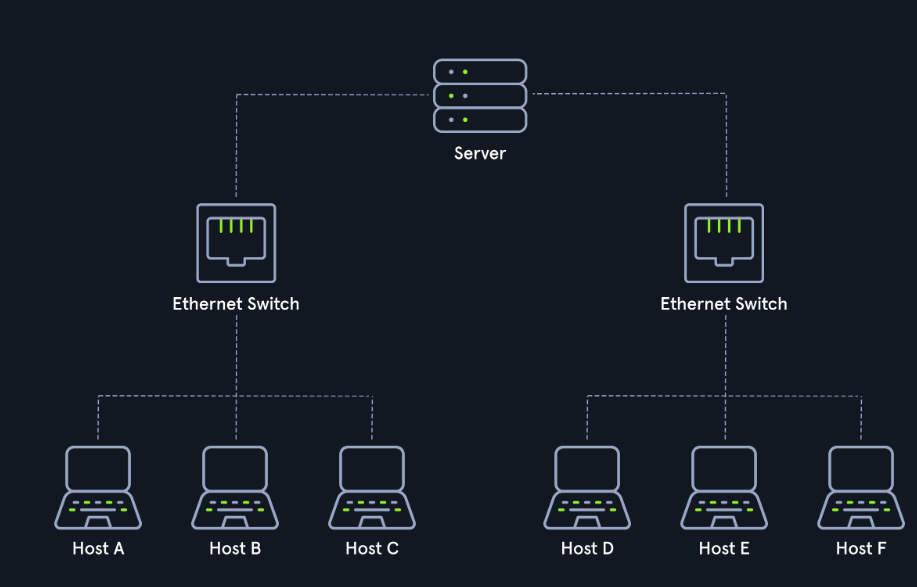 Server
Ethernet Switch
Ethernet Switch
Host A
Host B
Host C
Host D
Host E
Host F